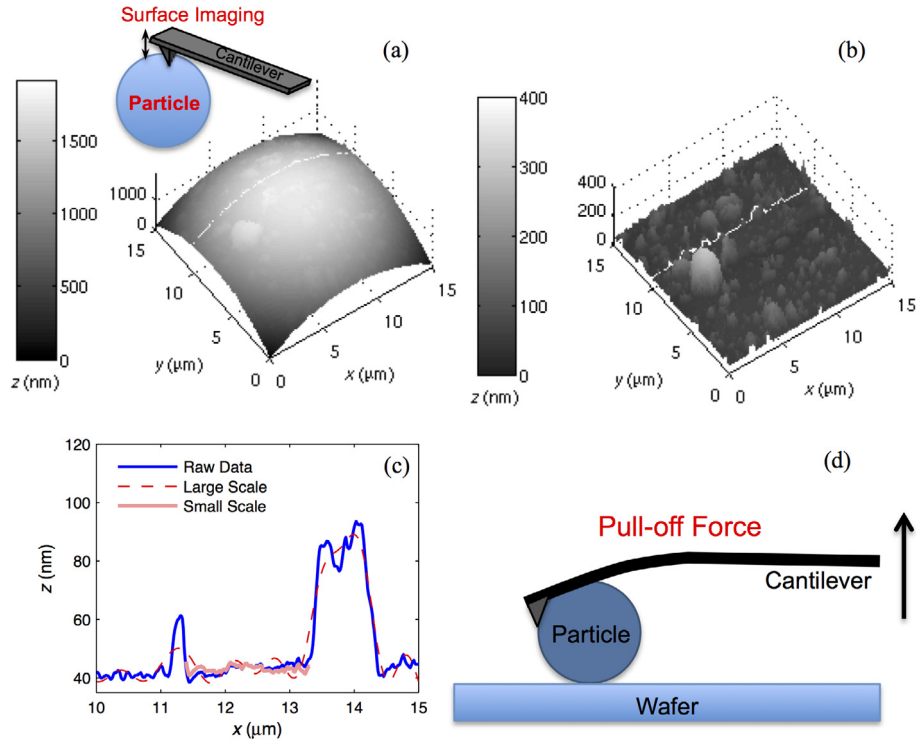 Surface Imaging
Cantilever
Particle
(a)
1500
1000
500
0
z (nm)
1000
0
15
10
5
0
y (μm)
0
5
10
15
x (μm)
(b)
400
300
200
100
0
z (nm)
400
200
0
15
10
5
0
y (μm)
0
5
10
15
x (μm)
(c)
120
100
80
60
40
z (nm)
Raw Data
Large Scale
Small Scale
10
11
12
13
14
15
x (μm)
(d)
Pull-off Force
Cantilever
Particle
Wafer